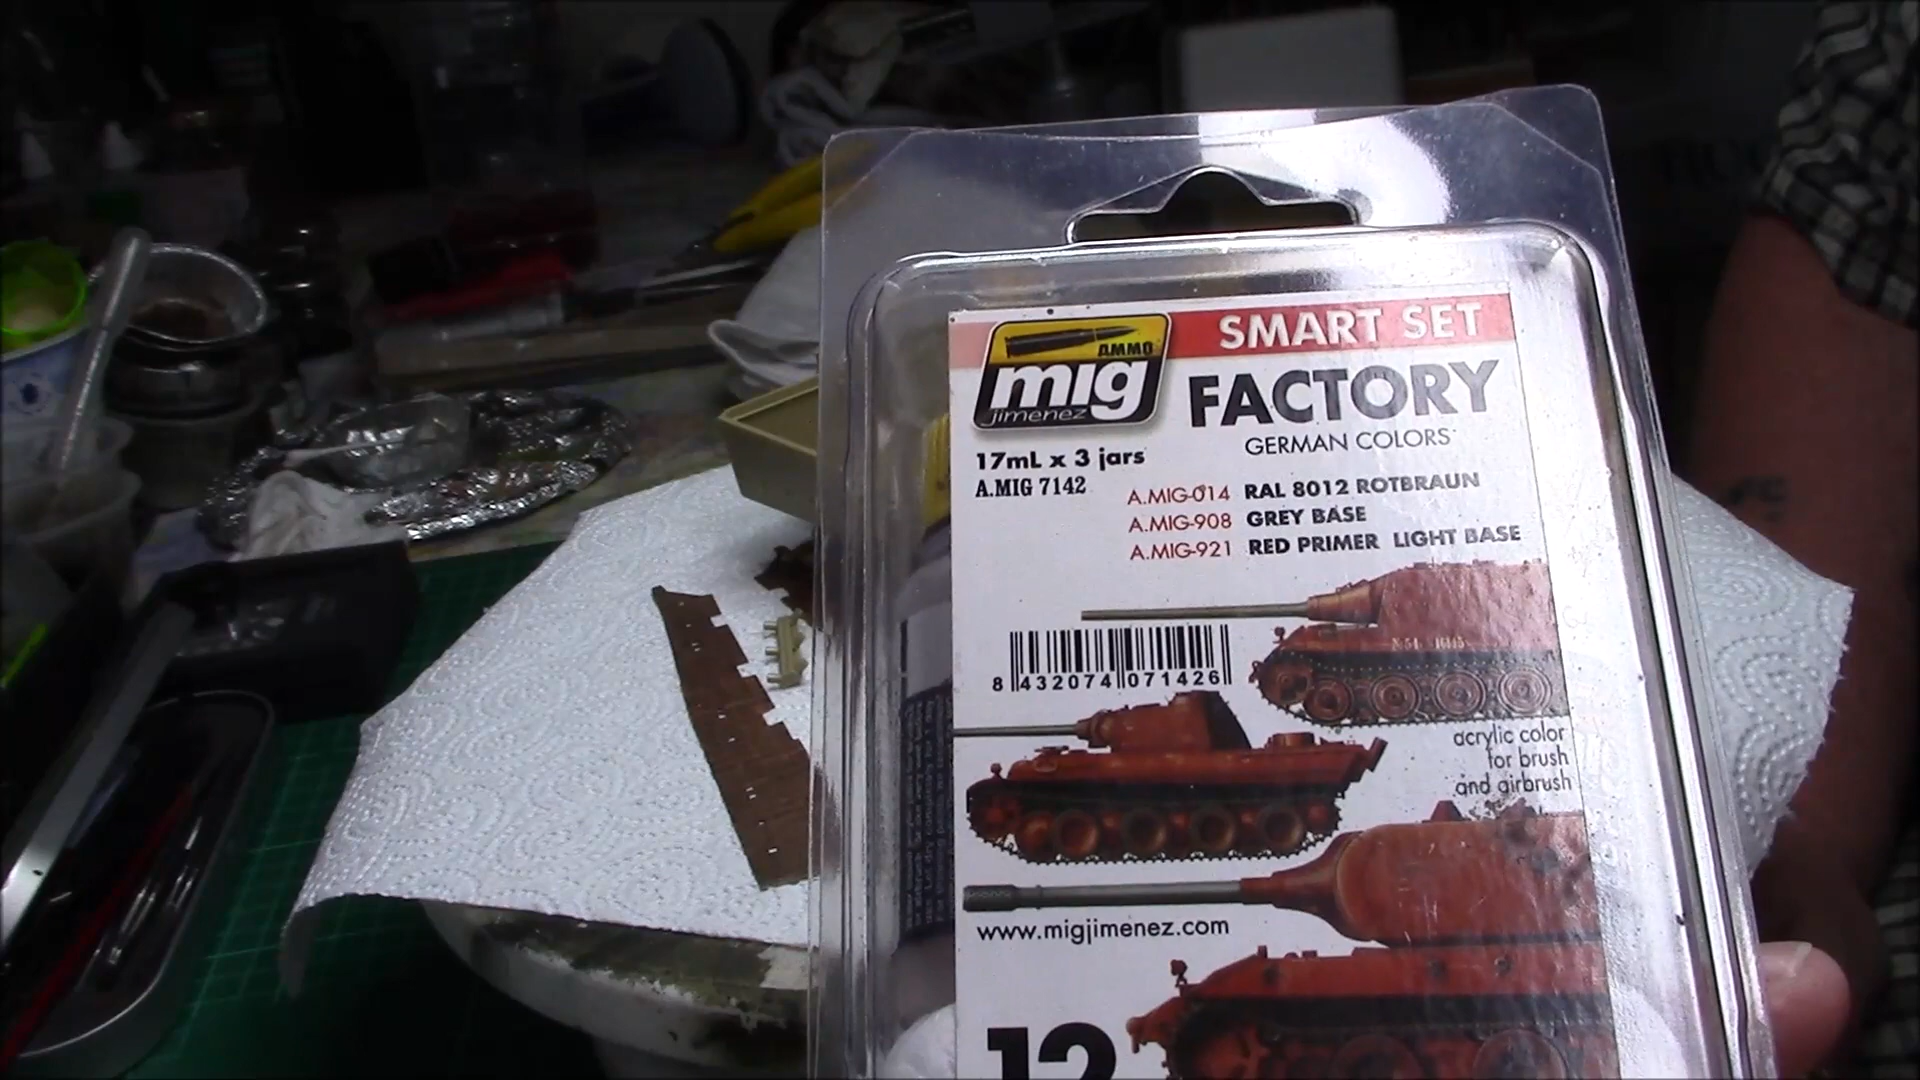 SMART SET
AMMO
mig
jimenez
FACTORY
GERMAN COLORS
17mL x 3 jars
A.MIG 7142
A.MIG-014 RAL 8012 ROTBRAUN
A.MIG-908 GREY BASE
A.MIG-921 RED PRIMER LIGHT BASE
8 432074 071426
acrylic color
for brush
and airbrush
www.migjimenez.com
12